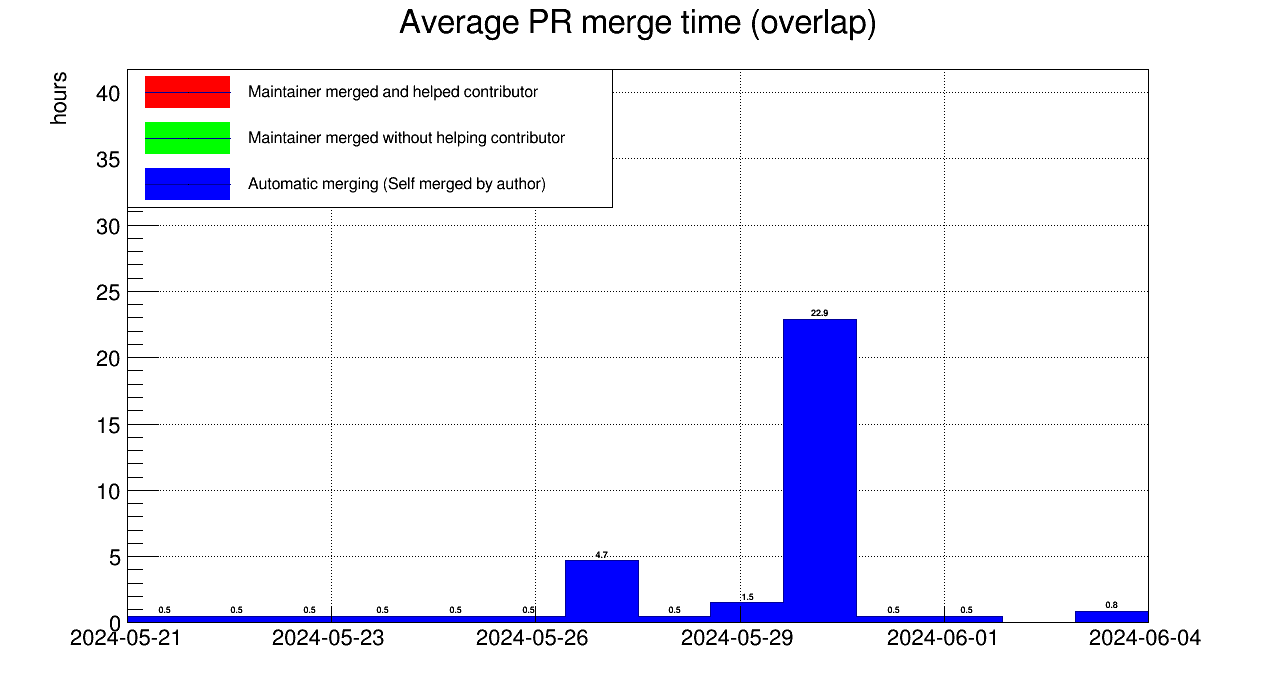 Average PR merge time (overlap)
hours
40
35
30
25
20
15
10
5
0
Maintainer merged and helped contributor
Maintainer merged without helping contributor
Automatic merging (Self merged by author)
0.5 0.5 0.5 0.5 0.5 0.5 4.7 0.5 1.5 22.9 0.5 0.5 0.8
2024-05-21 2024-05-23 2024-05-26 2024-05-29 2024-06-01 2024-06-04